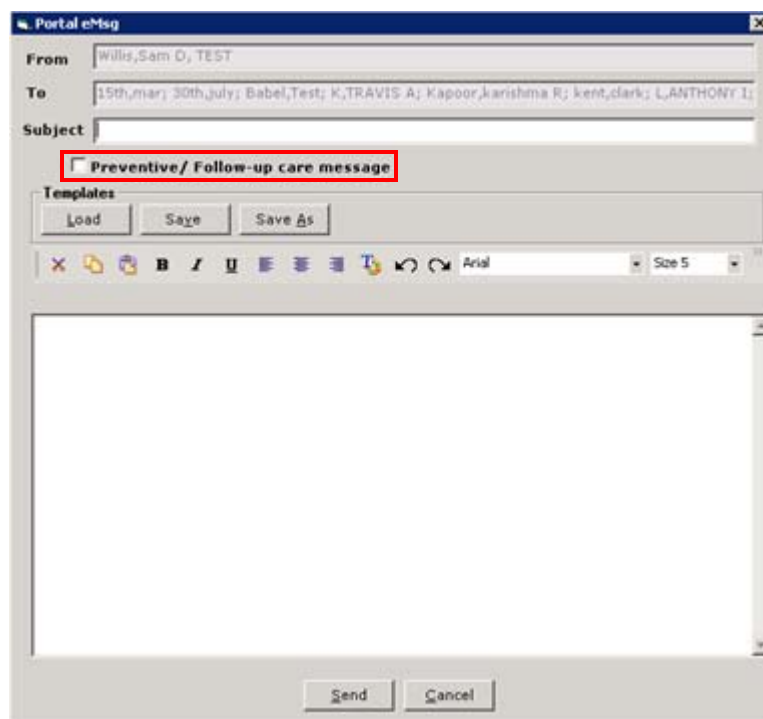 Portal eMsg
From Willis,Sam D, TEST
To 15th,mar; 30th,july; Babel,Test; K,TRAVIS A; Kapoor,karishma R; kent,clark; L,ANTHONY I;
Subject
Preventive/ Follow-up care message
Templates
Load Save Save As
B I U Arial Size 5
Send Cancel